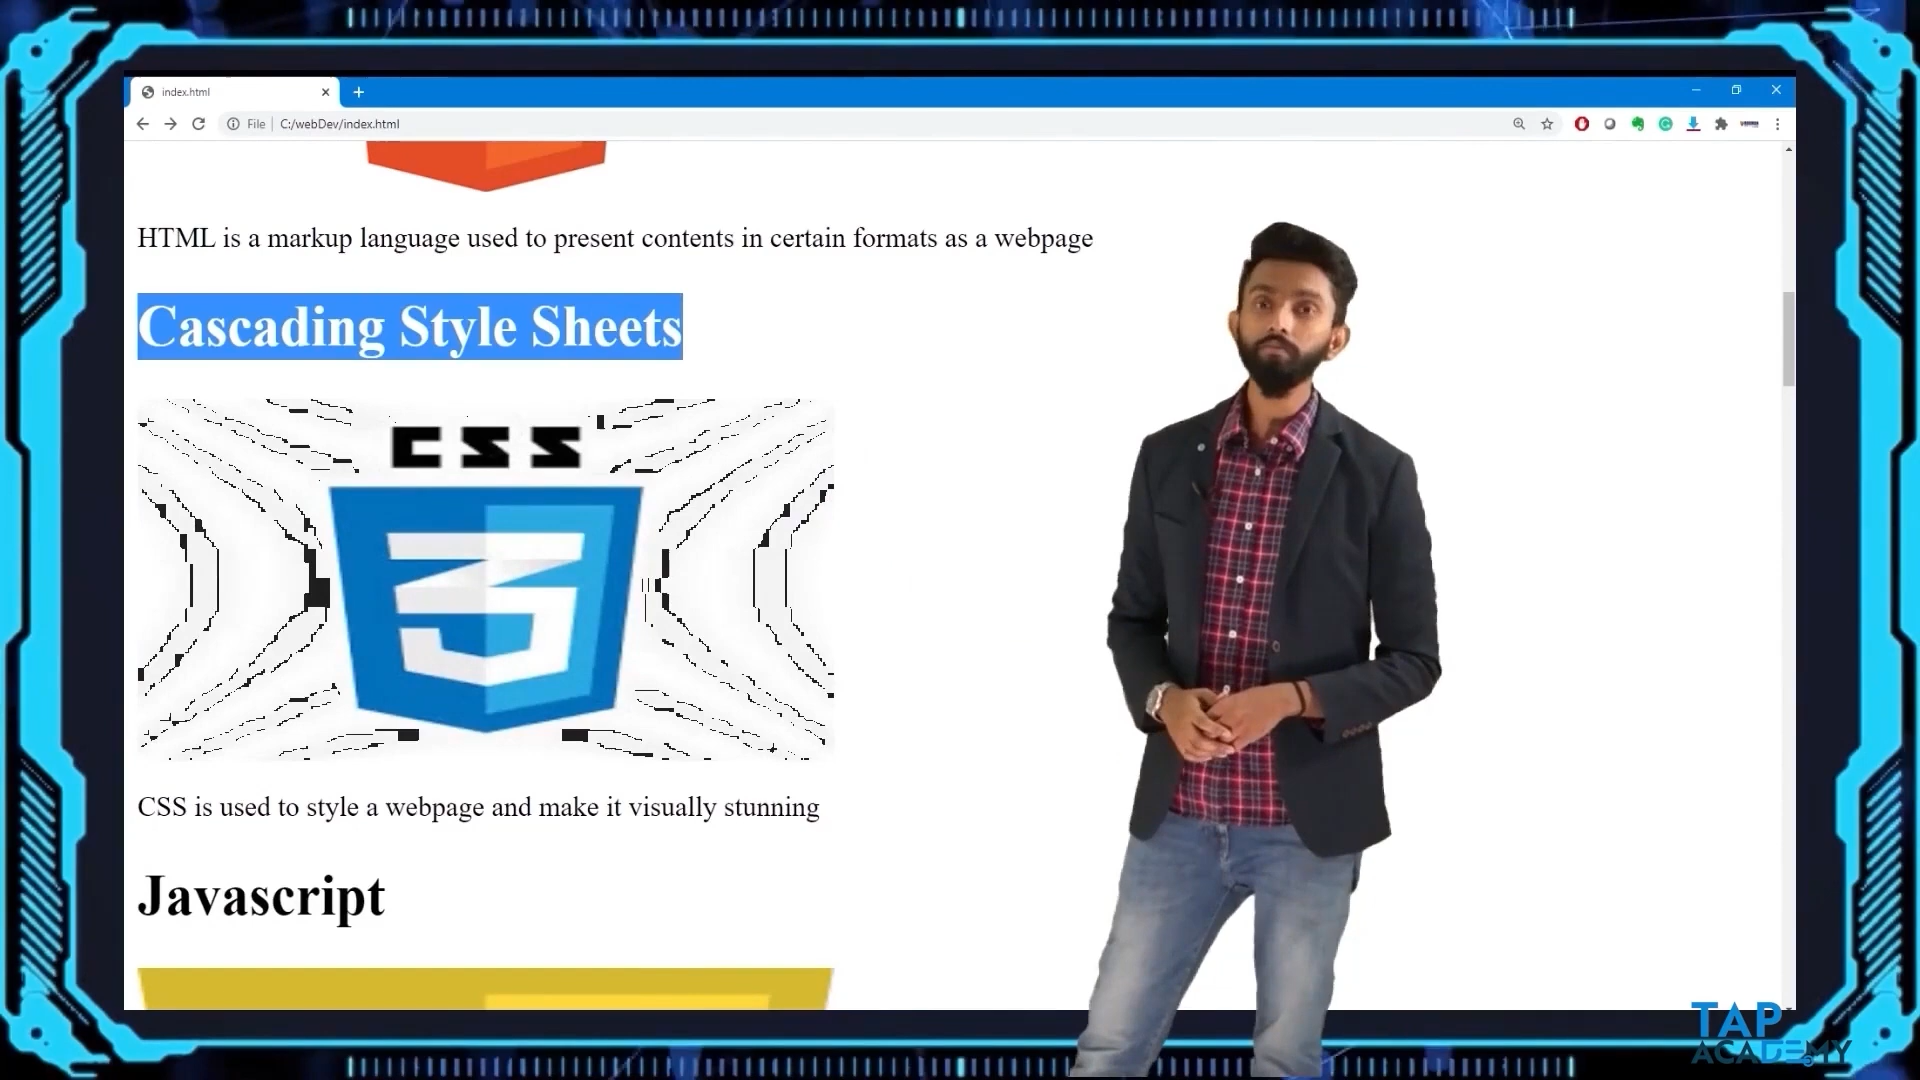 index.html
File
C:/webDev/index.html
HTML is a markup language used to present contents in certain formats as a webpage
Cascading Style Sheets
CSS
3
CSS is used to style a webpage and make it visually stunning
Javascript
TAP
ACADEMY